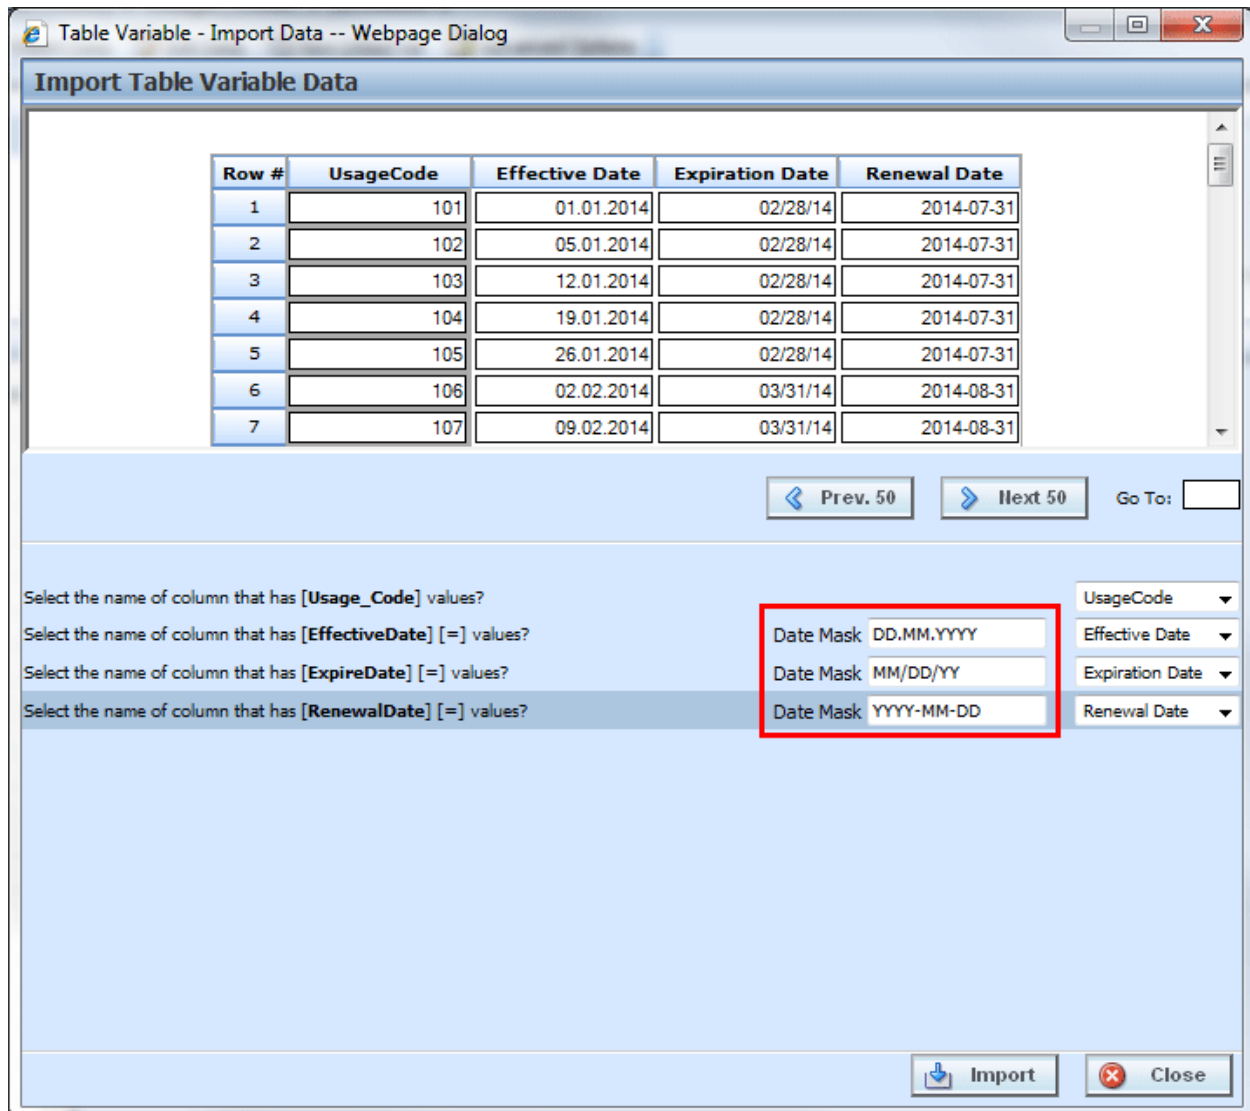 Table Variable - Import Data -- Webpage Dialog
Import Table Variable Data
Row # UsageCode Effective Date Expiration Date Renewal Date
1 101 01.01.2014 02/28/14 2014-07-31
2 102 05.01.2014 02/28/14 2014-07-31
3 103 12.01.2014 02/28/14 2014-07-31
4 104 19.01.2014 02/28/14 2014-07-31
5 105 26.01.2014 02/28/14 2014-07-31
6 106 02.02.2014 03/31/14 2014-08-31
7 107 09.02.2014 03/31/14 2014-08-31
Prev. 50 Next 50 Go To:
Select the name of column that has [Usage_Code] values? UsageCode
Select the name of column that has [EffectiveDate] [=] values? Date Mask DD.MM.YYYY Effective Date
Select the name of column that has [ExpireDate] [=] values? Date Mask MM/DD/YY Expiration Date
Select the name of column that has [RenewalDate] [=] values? Date Mask YYYY-MM-DD Renewal Date
Import Close